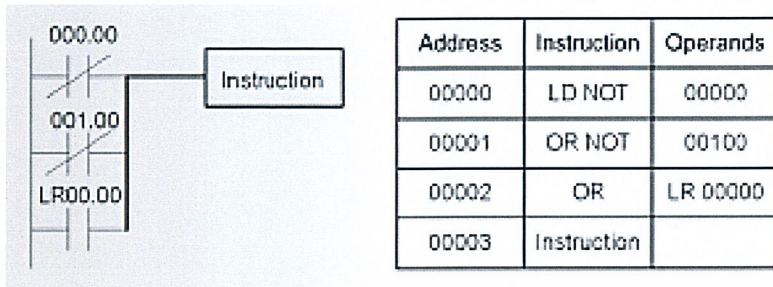 000.00
Instruction
001.00
LR00.00
Address Instruction Operands
00000 LD NOT 00000
00001 OR NOT 00100
00002 OR LR 00000
00003 Instruction